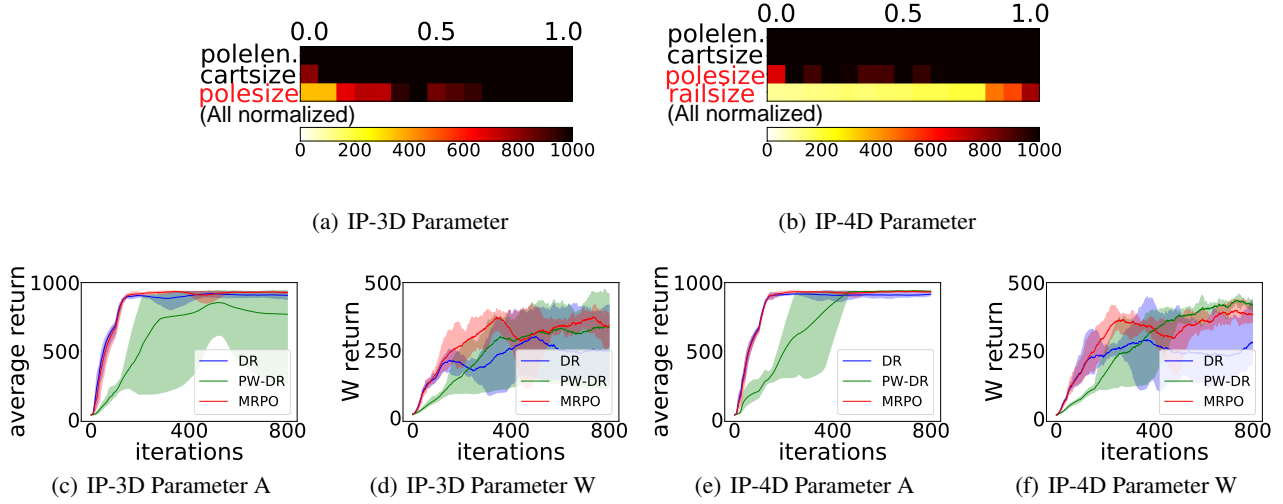 0.0 0.5 1.0
polelen.
cartsize
polesize
(All normalized)
0 200 400 600 800 1000
(a) IP-3D Parameter
0.0 0.5 1.0
polelen.
cartsize
polesize
railsize
(All normalized)
0 200 400 600 800 1000
(b) IP-4D Parameter
average return
1000
500
0
DR
PW-DR
MRPO
0 400 800
iterations
(c) IP-3D Parameter A
W return
500
250
0
DR
PW-DR
MRPO
0 400 800
iterations
(d) IP-3D Parameter W
average return
1000
500
0
DR
PW-DR
MRPO
0 400 800
iterations
(e) IP-4D Parameter A
W return
500
250
0
DR
PW-DR
MRPO
0 400 800
iterations
(f) IP-4D Parameter W